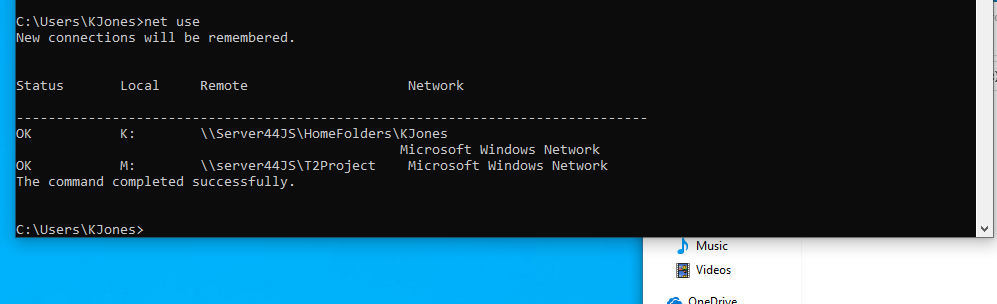 C:\Users\KJones>net use
New connections will be remembered.
Status       Local     Remote                    Network
-------------------------------------------------------------------------------
OK           K:        \\Server44JS\HomeFolders\KJones
                                                Microsoft Windows Network
OK           M:        \\server44JS\T2Project    Microsoft Windows Network
The command completed successfully.
C:\Users\KJones>
Music
Videos
OneDrive